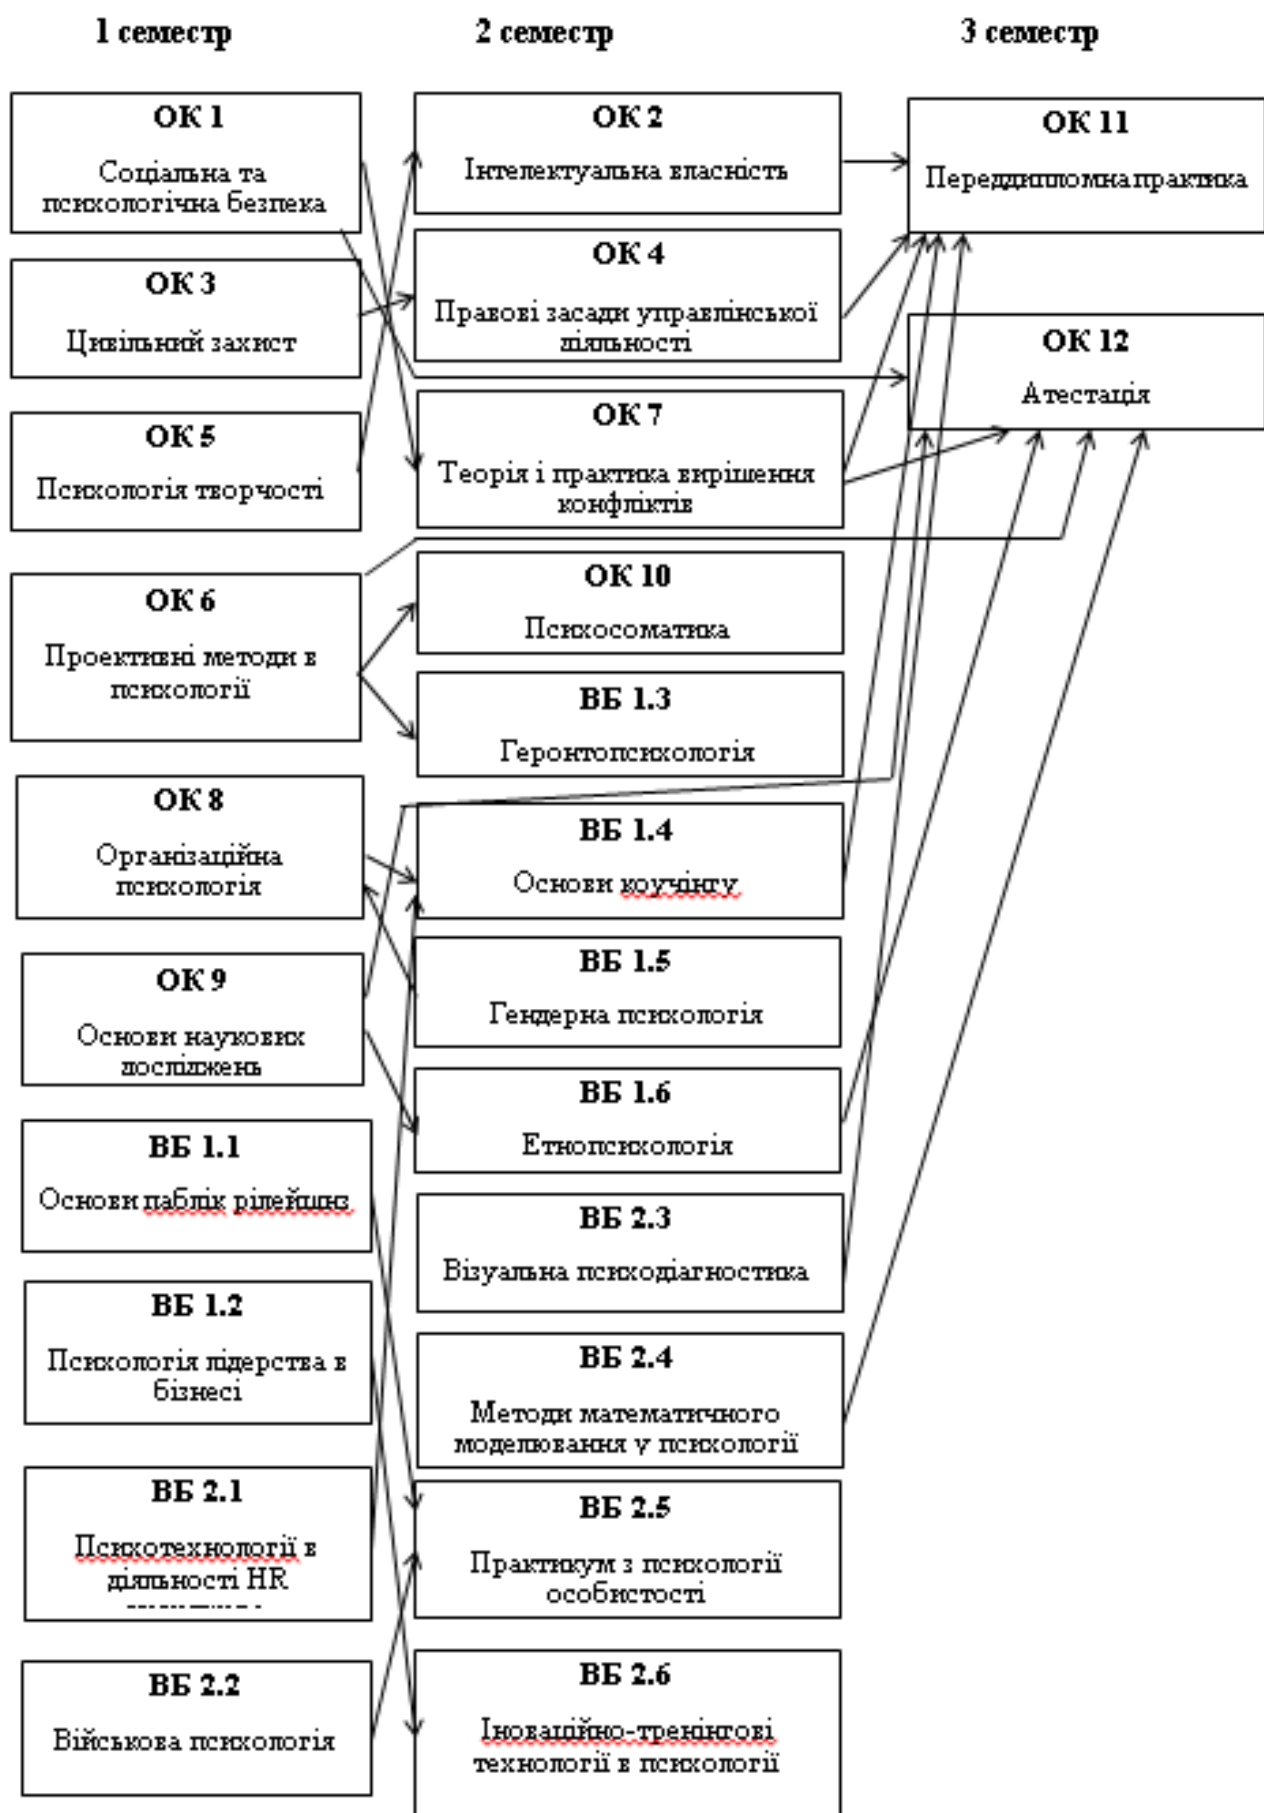 1 семестр
2 семестр
3 семестр
ОК 1
Соціальна та
психологічна безпека
ОК 3
Цивільний захист
ОК 5
Психологія творчості
ОК 6
Проективні методи в
психології
ОК 8
Організаційна
психологія
ОК 9
Основи наукових
досліджень
ВБ 1.1
Основи паблік рілейшнз
ВБ 1.2
Психологія лідерства в
бізнесі
ВБ 2.1
Психотехнології в
діяльності HR
ВБ 2.2
Військова психологія
ОК 2
Інтелектуальна власність
ОК 4
Правові засади управлінської
діяльності
ОК 7
Теорія і практика вирішення
конфліктів
ОК 10
Психосоматика
ВБ 1.3
Геронтопсихологія
ВБ 1.4
Основи коучінгу
ВБ 1.5
Гендерна психологія
ВБ 1.6
Етнопсихологія
ВБ 2.3
Візуальна психодіагностика
ВБ 2.4
Методи математичного
моделювання у психології
ВБ 2.5
Практикум з психології
особистості
ВБ 2.6
Іноваційно-тренінгові
технології в психології
ОК 11
Переддипломнапрактика
ОК 12
Атестація